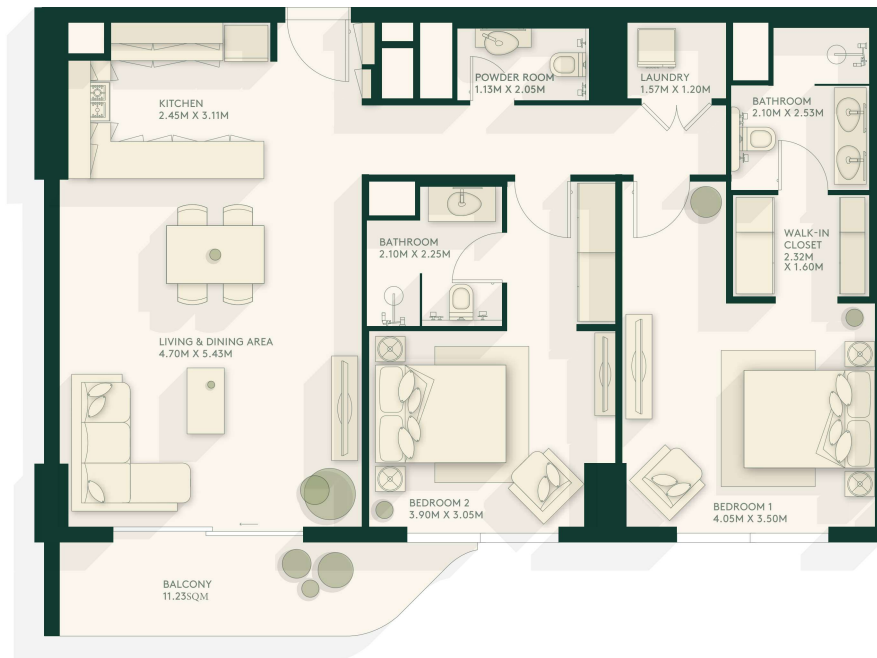 POWDER ROOM
1.13M X 2.05M
LAUNDRY
1.57M X 1.20M
KITCHEN
2.45M X 3.11M
BATHROOM
2.10M X 2.53M
BATHROOM
2.10M X 2.25M
WALK-IN
CLOSET
2.32M
X 1.60M
LIVING & DINING AREA
4.70M X 5.43M
BEDROOM 2
3.90M X 3.05M
BEDROOM 1
4.05M X 3.50M
BALCONY
11.23SQM